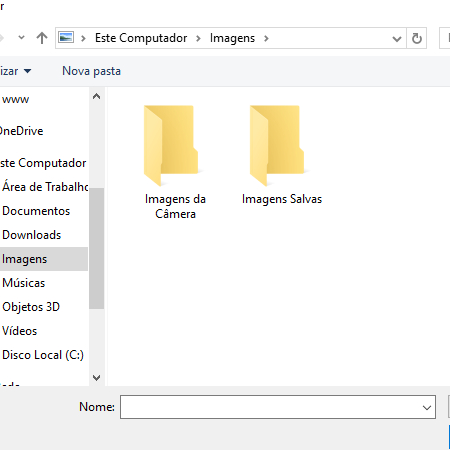 r
Este Computador
Imagens
izar
Nova pasta
www
OneDrive
ste Computador
Área de Trabalho
Documentos
Downloads
Imagens
Músicas
Objetos 3D
Vídeos
Disco Local (C:)
Imagens da
Câmera
Imagens Salvas
Nome: